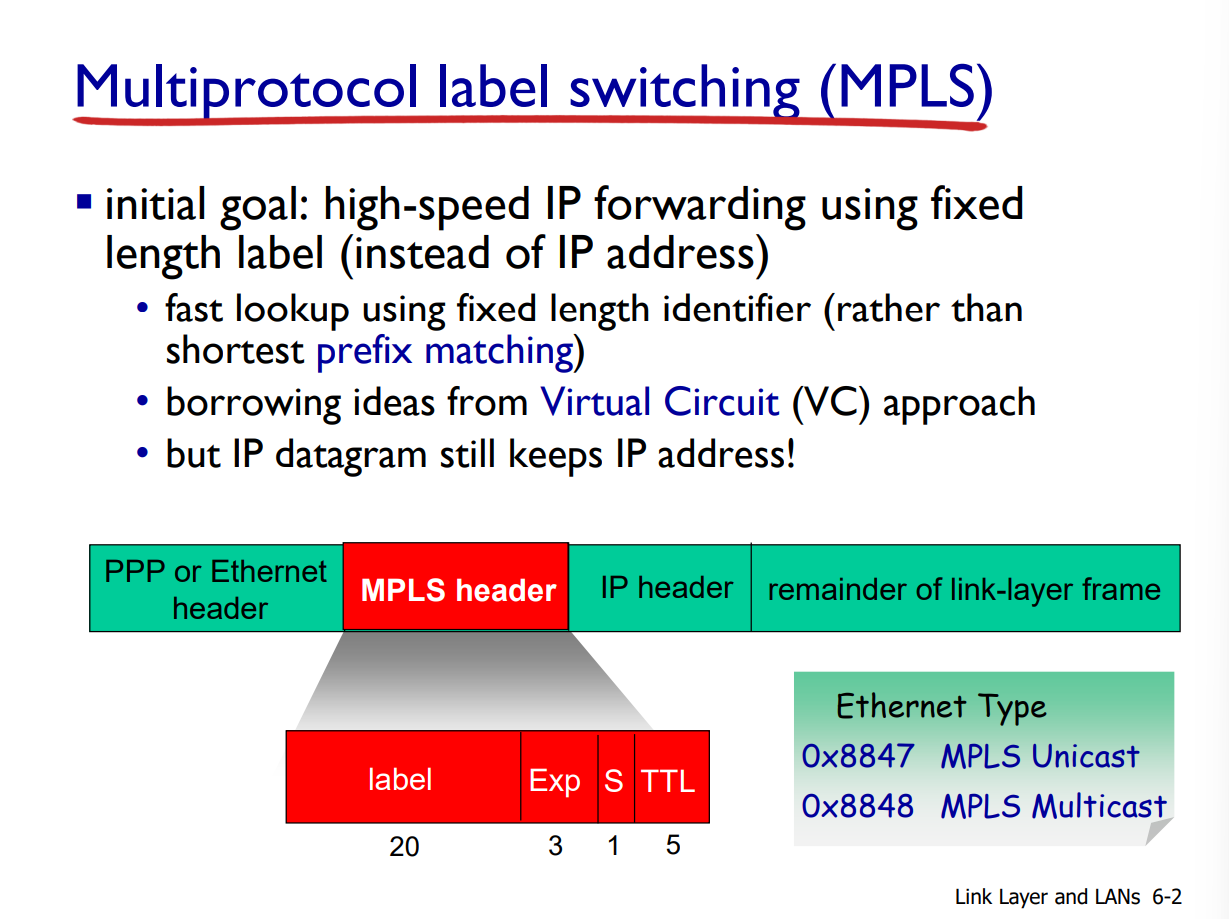 Multiprotocol label switching (MPLS)
▪ initial goal: high-speed IP forwarding using fixed
length label (instead of IP address)
• fast lookup using fixed length identifier (rather than
shortest prefix matching)
• borrowing ideas from Virtual Circuit (VC) approach
• but IP datagram still keeps IP address!
PPP or Ethernet
header
MPLS header
IP header
remainder of link-layer frame
label
Exp
S
TTL
20
3
1
5
Ethernet Type
0x8847 MPLS Unicast
0x8848 MPLS Multicast
Link Layer and LANs 6-2